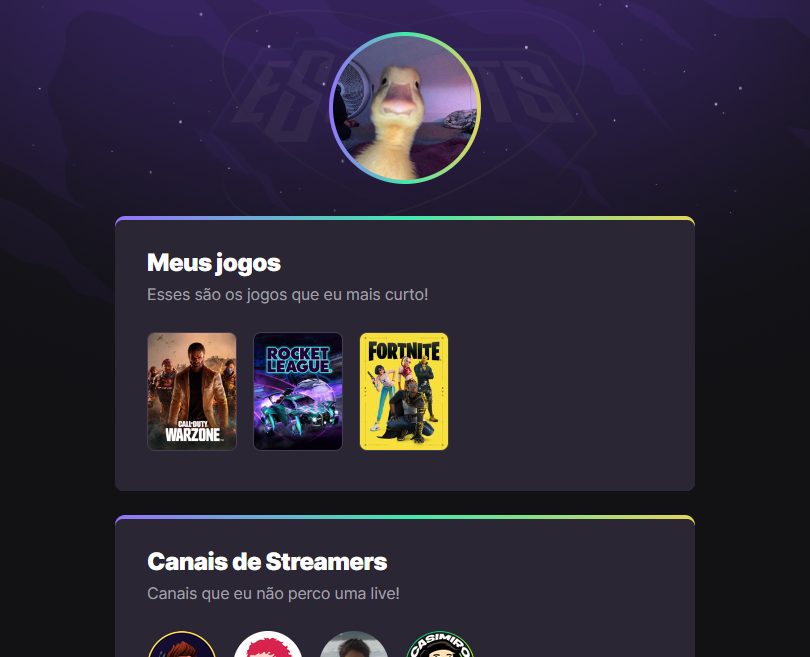 ESPORTS
Meus jogos
Esses são os jogos que eu mais curto!
CALL OF DUTY
WARZONE
ROCKET
LEAGUE
FORTNITE
Canais de Streamers
Canais que eu não perco uma live!
CASIMIRO